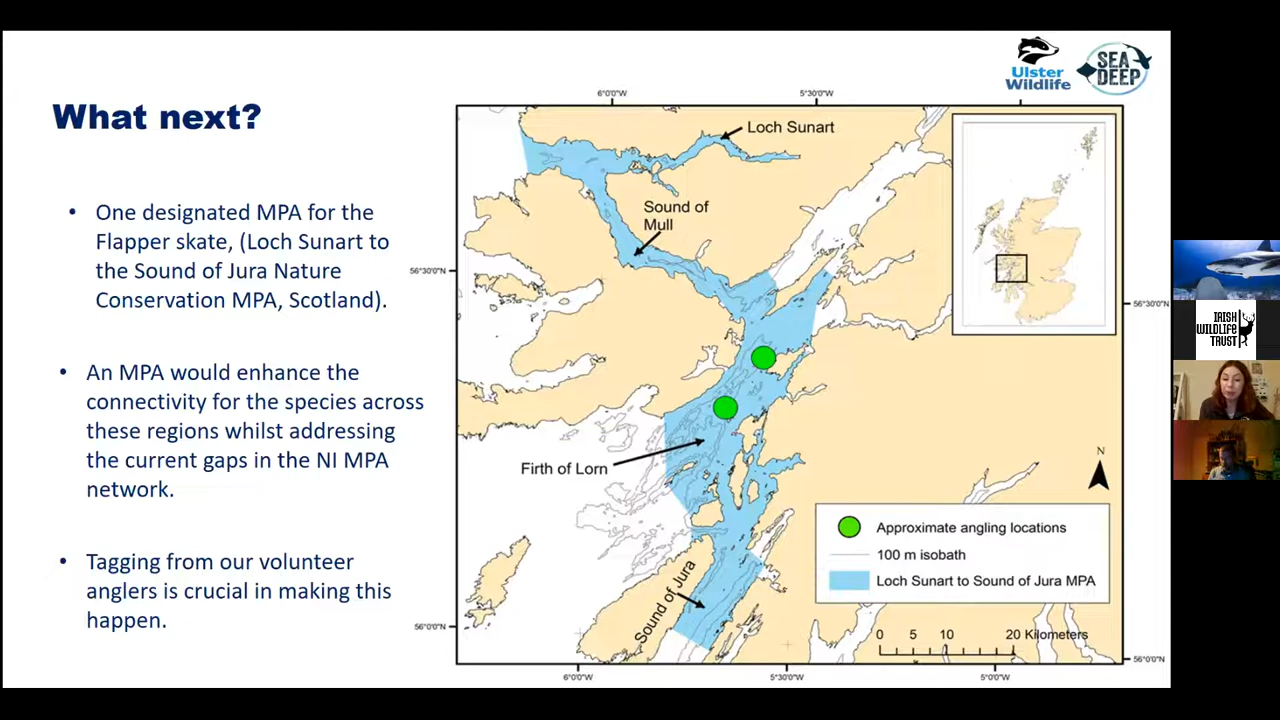 Ulster
Wildlife
SEA
DEEP
What next?
• One designated MPA for the
Flapper skate, (Loch Sunart to
the Sound of Jura Nature
Conservation MPA, Scotland).
• An MPA would enhance the
connectivity for the species across
these regions whilst addressing
the current gaps in the NI MPA
network.
• Tagging from our volunteer
anglers is crucial in making this
happen.
6°0'0"W
5°30'0"W
Loch Sunart
Sound of
Mull
56°30'0"N
56°30'0"N
Firth of Lorn
Sound of Jura
N
Approximate angling locations
100 m isobath
Loch Sunart to Sound of Jura MPA
0 5 10 20 Kilometers
56°0'0"N
56°0'0"N
6°0'0"W
5°30'0"W
5°0'0"W
IRISH
WILDLIFE
TRUST